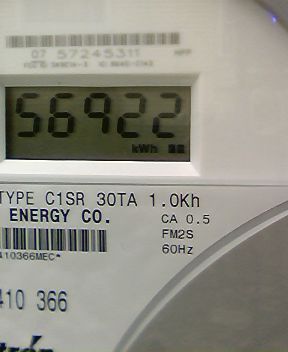 07 57245311
56922
kWh
TYPE C1SR 30TA 1.0Kh
ENERGY CO.
CA 0.5
FM2S
60Hz
410366MEC*
410 366